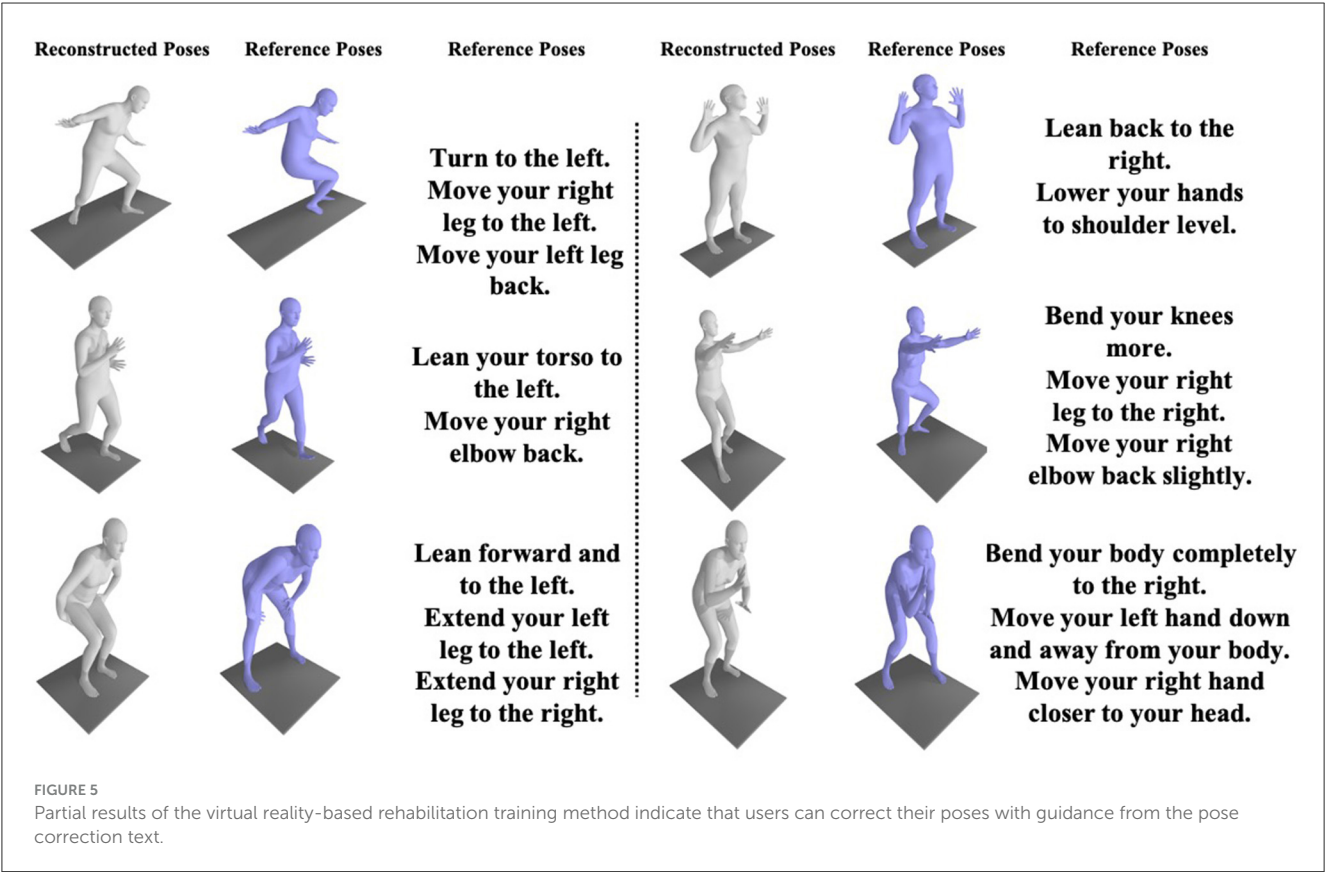 Reconstructed Poses
Reference Poses
Reference Poses
Turn to the left.
Move your right
leg to the left.
Move your left leg
back.
Lean your torso to
the left.
Move your right
elbow back.
Lean forward and
to the left.
Extend your left
leg to the left.
Extend your right
leg to the right.
Reconstructed Poses
Reference Poses
Reference Poses
Lean back to the
right.
Lower your hands
to shoulder level.
Bend your knees
more.
Move your right
leg to the right.
Move your right
elbow back slightly.
Bend your body completely
to the right.
Move your left hand down
and away from your body.
Move your right hand
closer to your head.
FIGURE 5
Partial results of the virtual reality-based rehabilitation training method indicate that users can correct their poses with guidance from the pose
correction text.